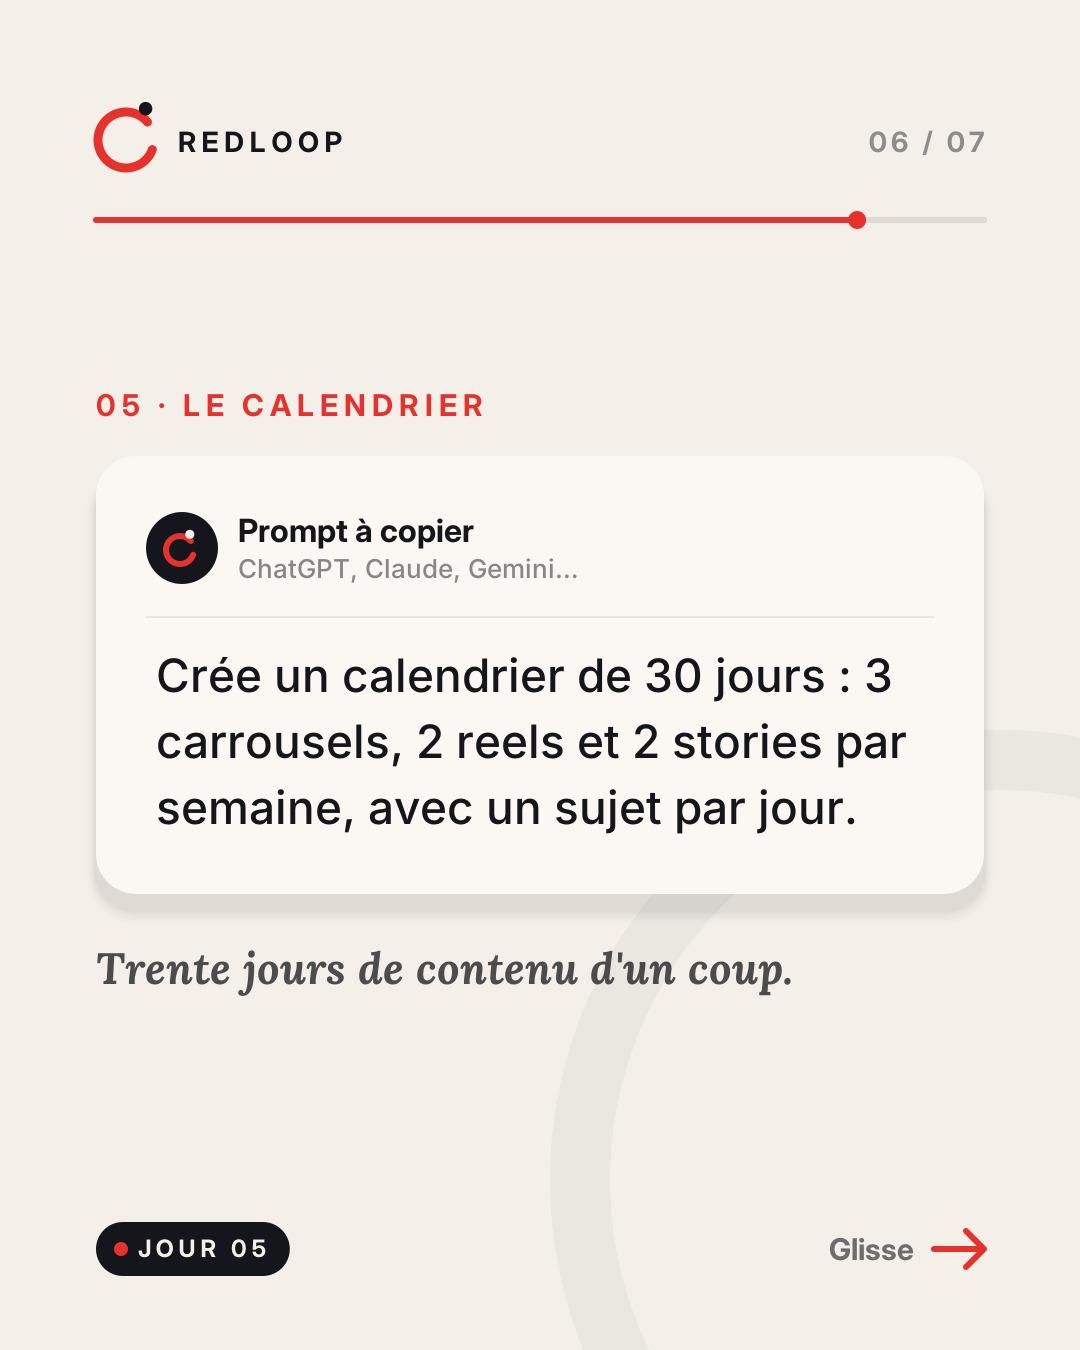 REDLOOP
06 / 07
05 · LE CALENDRIER
Prompt à copier
ChatGPT, Claude, Gemini...
Crée un calendrier de 30 jours : 3
carrousels, 2 reels et 2 stories par
semaine, avec un sujet par jour.
Trente jours de contenu d'un coup.
JOUR 05
Glisse